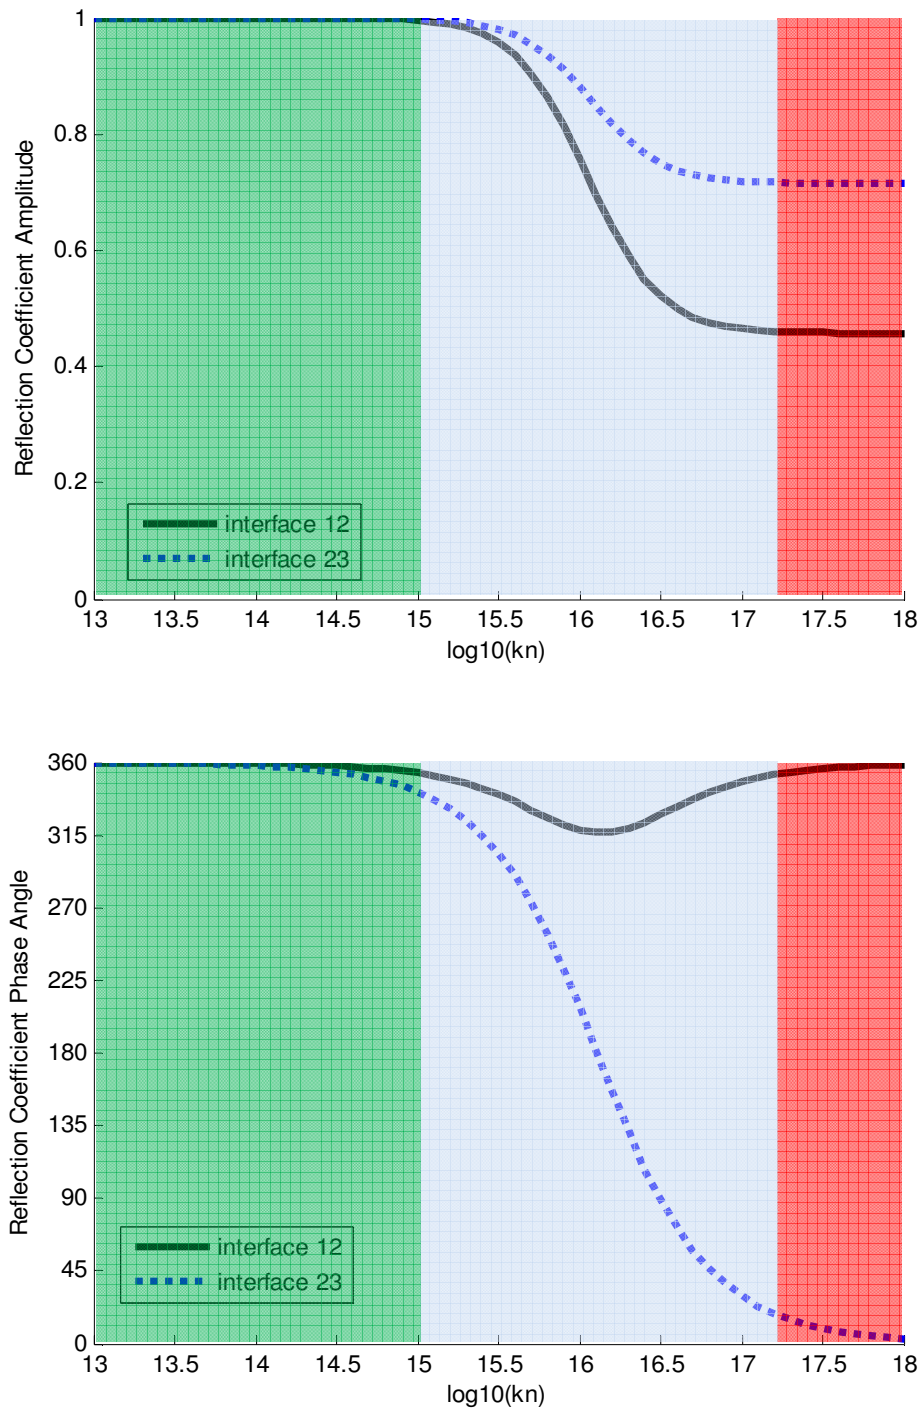 Reflection Coefficient Amplitude
1
0.8
0.6
0.4
0.2
0
interface 12
interface 23
13 13.5 14 14.5 15 15.5 16 16.5 17 17.5 18
log10(kn)
Reflection Coefficient Phase Angle
360
315
270
225
180
135
90
45
0
interface 12
interface 23
13 13.5 14 14.5 15 15.5 16 16.5 17 17.5 18
log10(kn)